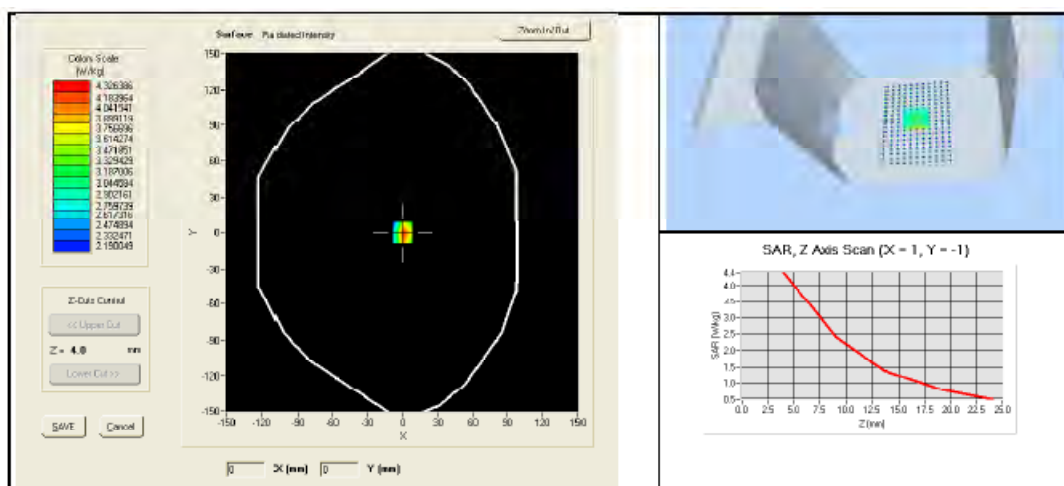 Surface Radiated Intensity
Zoom In/Out
Colors Scale
(W/Kg)
4.326386
4.183964
4.041541
3.899119
3.756696
3.614274
3.471851
3.329429
3.187006
3.044584
2.902161
2.759739
2.617316
2.474894
2.332471
2.190049
150
120
90
60
30
0
-30
-60
-90
-120
-150
Y
-150 -120 -90 -60 -30 0 30 60 90 120 150
X
Z-Cuts Control
<< Upper Cut
Z = 4.0 mm
Lower Cut >>
SAVE Cancel
0 X (mm) 0 Y (mm)
SAR, Z Axis Scan (X = 1, Y = -1)
SAR (W/kg)
4.4
4.0
3.5
3.0
2.5
2.0
1.5
1.0
0.5
0.0 2.5 5.0 7.5 10.0 12.5 15.0 17.5 20.0 22.5 25.0
Z (mm)